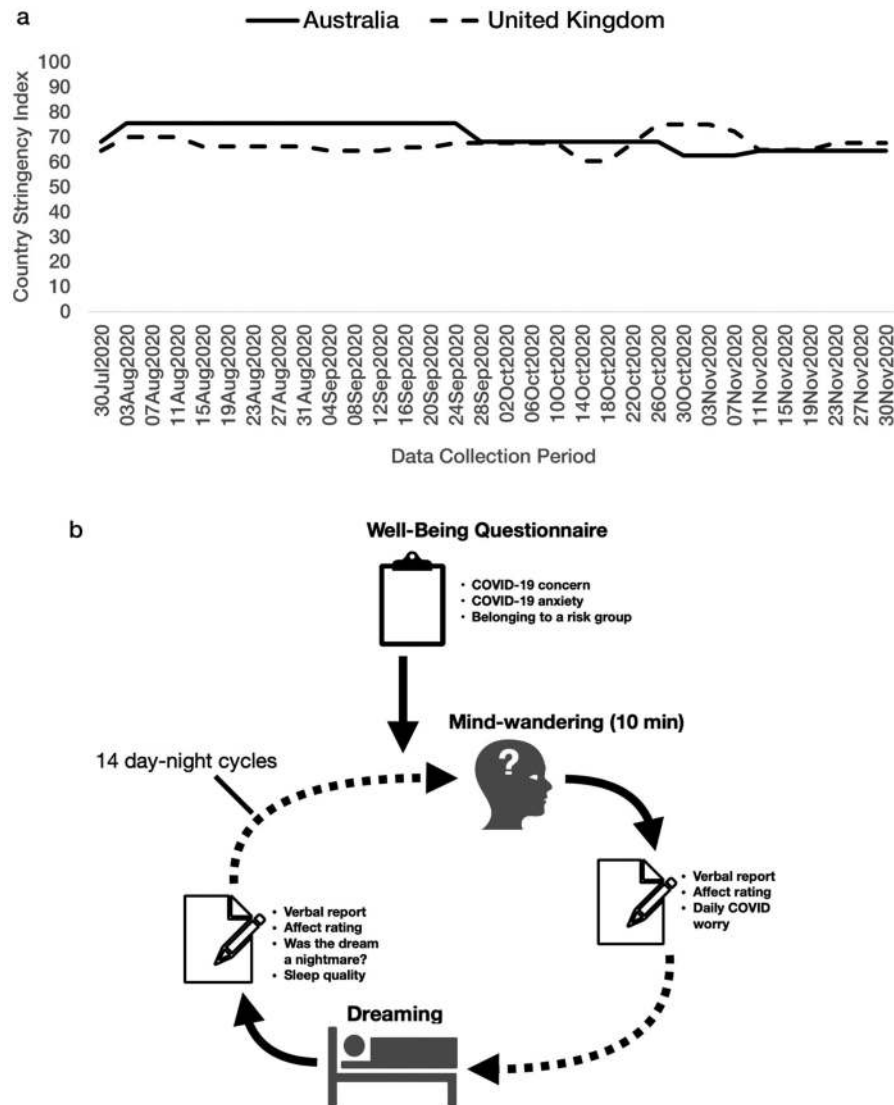 a
Australia
United Kingdom
Country Stringency Index
100
90
80
70
60
50
40
30
20
10
0
30Jul2020
03Aug2020
07Aug2020
11Aug2020
15Aug2020
19Aug2020
23Aug2020
27Aug2020
31Aug2020
04Sep2020
08Sep2020
12Sep2020
16Sep2020
20Sep2020
24Sep2020
28Sep2020
02Oct2020
06Oct2020
10Oct2020
14Oct2020
18Oct2020
22Oct2020
26Oct2020
30Oct2020
03Nov2020
07Nov2020
11Nov2020
15Nov2020
19Nov2020
23Nov2020
27Nov2020
30Nov2020
Data Collection Period
b
Well-Being Questionnaire
• COVID-19 concern
• COVID-19 anxiety
• Belonging to a risk group
Mind-wandering (10 min)
?
14 day-night cycles
• Verbal report
• Affect rating
• Daily COVID
worry
• Verbal report
• Affect rating
• Was the dream
a nightmare?
• Sleep quality
Dreaming